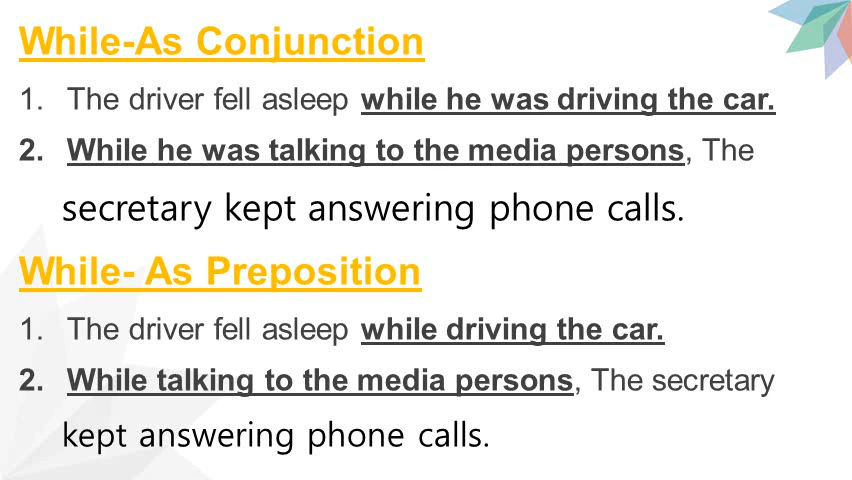 While-As Conjunction
1. The driver fell asleep while he was driving the car.
2. While he was talking to the media persons, The
secretary kept answering phone calls.
While- As Preposition
1. The driver fell asleep while driving the car.
2. While talking to the media persons, The secretary
kept answering phone calls.